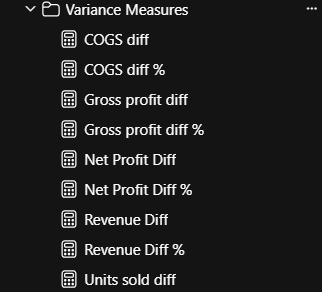 Variance Measures
COGS diff
COGS diff %
Gross profit diff
Gross profit diff %
Net Profit Diff
Net Profit Diff %
Revenue Diff
Revenue Diff %
Units sold diff